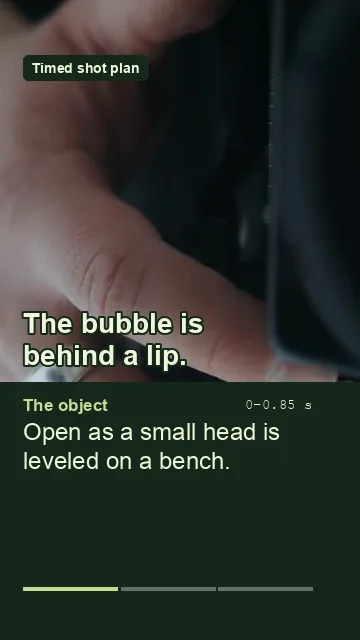 Timed shot plan
The bubble is
behind a lip.
The object
0–0.85 s
Open as a small head is
leveled on a bench.